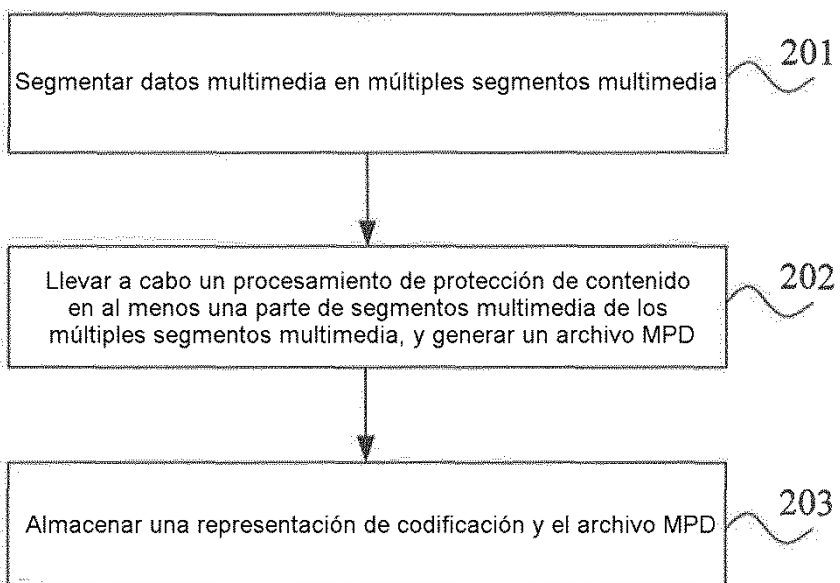 201
Segmentar datos multimedia en múltiples segmentos multimedia
202
Llevar a cabo un procesamiento de protección de contenido
en al menos una parte de segmentos multimedia de los
múltiples segmentos multimedia, y generar un archivo MPD
203
Almacenar una representación de codificación y el archivo MPD